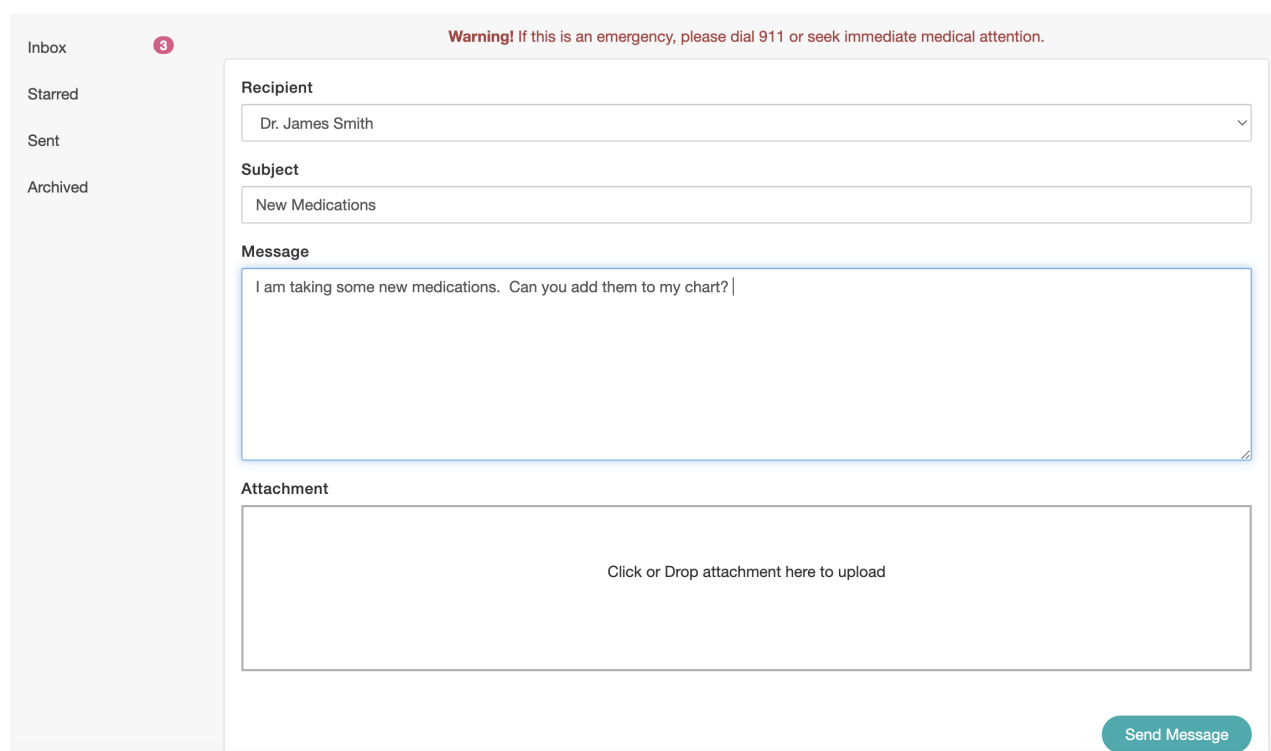 Inbox 3
Starred
Sent
Archived
Warning! If this is an emergency, please dial 911 or seek immediate medical attention.
Recipient
Dr. James Smith
Subject
New Medications
Message
I am taking some new medications.  Can you add them to my chart?
Attachment
Click or Drop attachment here to upload
Send Message